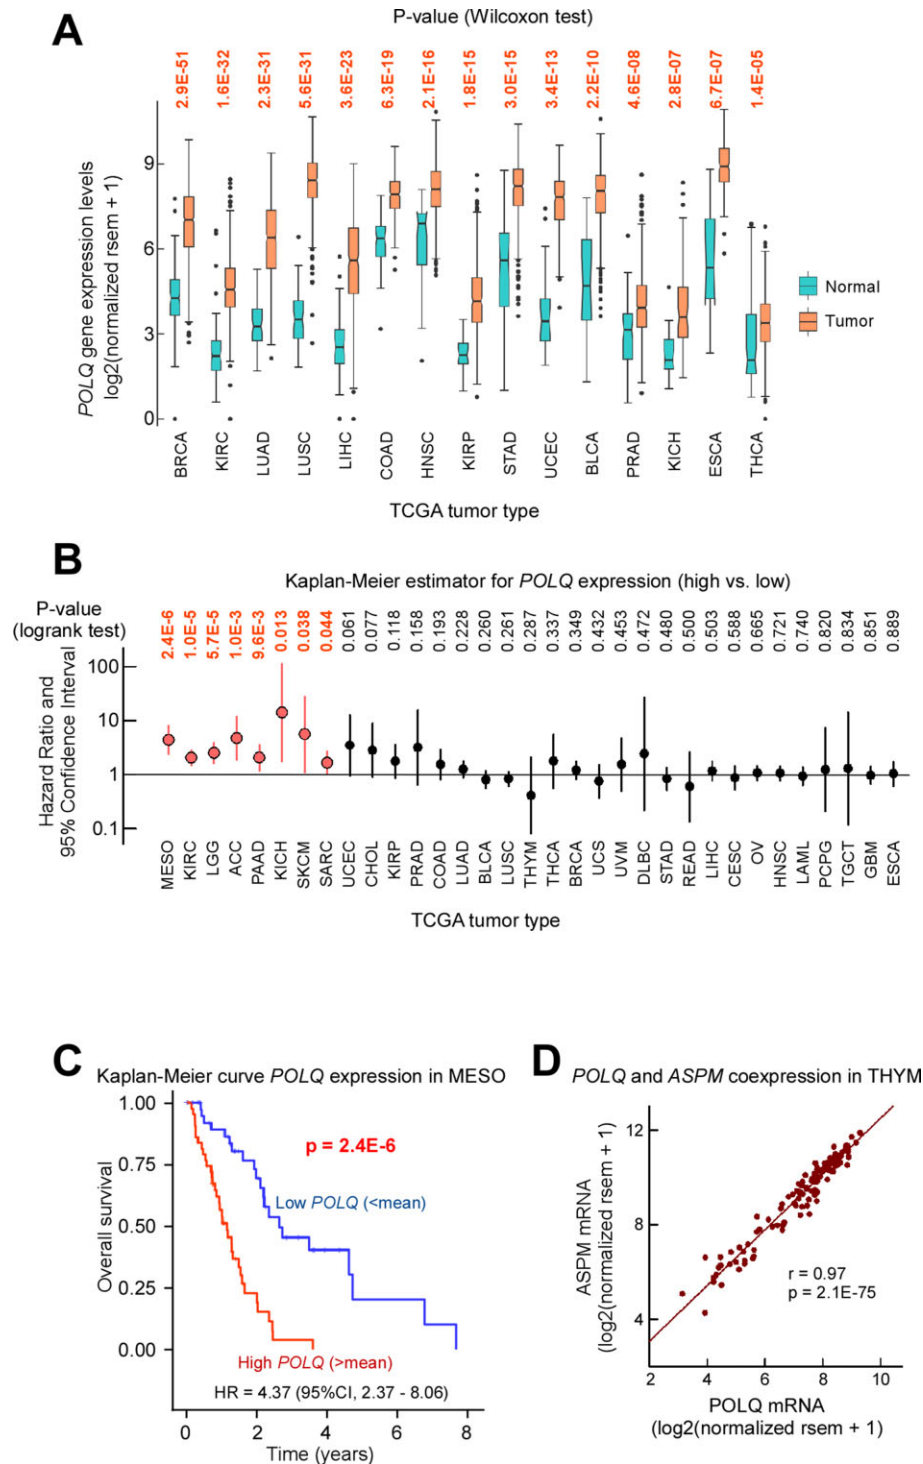 A
P-value (Wilcoxon test)
2.9E-51 1.6E-32 2.3E-31 5.6E-31 3.6E-23 6.3E-19 2.1E-16 1.8E-15 3.0E-15 3.4E-13 2.2E-10 4.6E-08 2.8E-07 6.7E-07 1.4E-05
POLQ gene expression levels
log2(normalized rsem + 1)
9
6
3
0
Normal
Tumor
BRCA KIRC LUAD LUSC LIHC COAD HNSC KIRP STAD UCEC BLCA PRAD KICH ESCA THCA
TCGA tumor type
B
Kaplan-Meier estimator for POLQ expression (high vs. low)
P-value
(logrank test)
2.4E-6 1.0E-5 5.7E-5 1.0E-3 9.6E-3 0.013 0.038 0.044 0.061 0.077 0.118 0.158 0.193 0.228 0.260 0.261 0.287 0.337 0.349 0.432 0.453 0.472 0.480 0.500 0.503 0.588 0.665 0.721 0.740 0.820 0.834 0.851 0.889
Hazard Ratio and
95% Confidence Interval
100
10
1
0.1
MESO KIRC LGG ACC PAAD KICH SKCM SARC UCEC CHOL KIRP PRAD COAD LUAD BLCA LUSC THYM THCA BRCA UCS UVM DLBC STAD READ LIHC CESC OV HNSC LAML PCPG TGCT GBM ESCA
TCGA tumor type
C
Kaplan-Meier curve POLQ expression in MESO
Overall survival
1.00
0.75
0.50
0.25
0.00
p = 2.4E-6
Low POLQ (<mean)
High POLQ (>mean)
HR = 4.37 (95%CI, 2.37 - 8.06)
0 2 4 6 8
Time (years)
D
POLQ and ASPM coexpression in THYM
ASPM mRNA
(log2(normalized rsem + 1)
12
8
4
r = 0.97
p = 2.1E-75
2 4 6 8 10
POLQ mRNA
(log2(normalized rsem + 1)